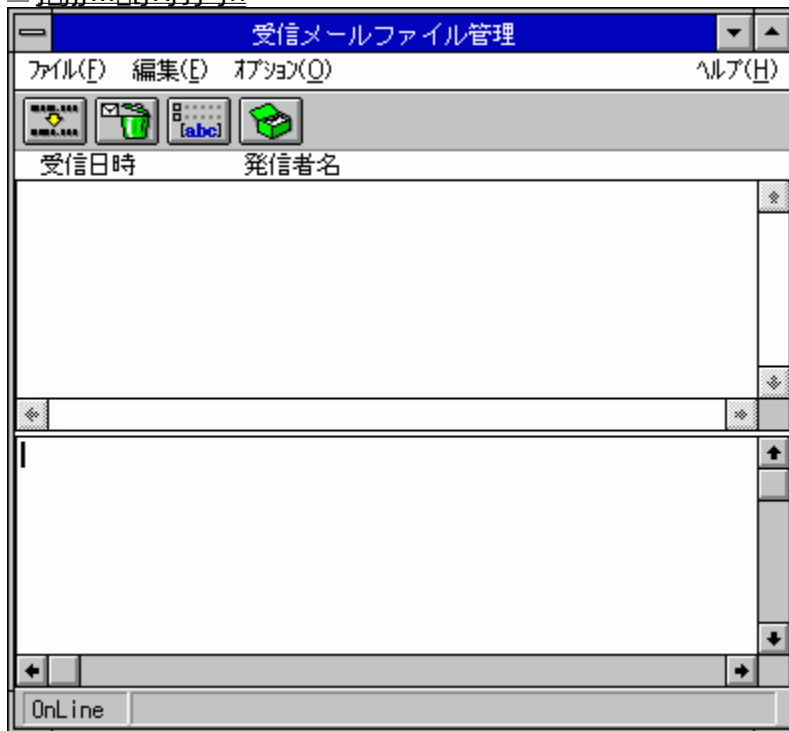 受信メールファイル管理
ﾌｧｲﾙ(F) 編集(E) ｵﾌﾟｼｮﾝ(O) ﾍﾙﾌﾟ(H)
[abc]
受信日時 発信者名
OnLine